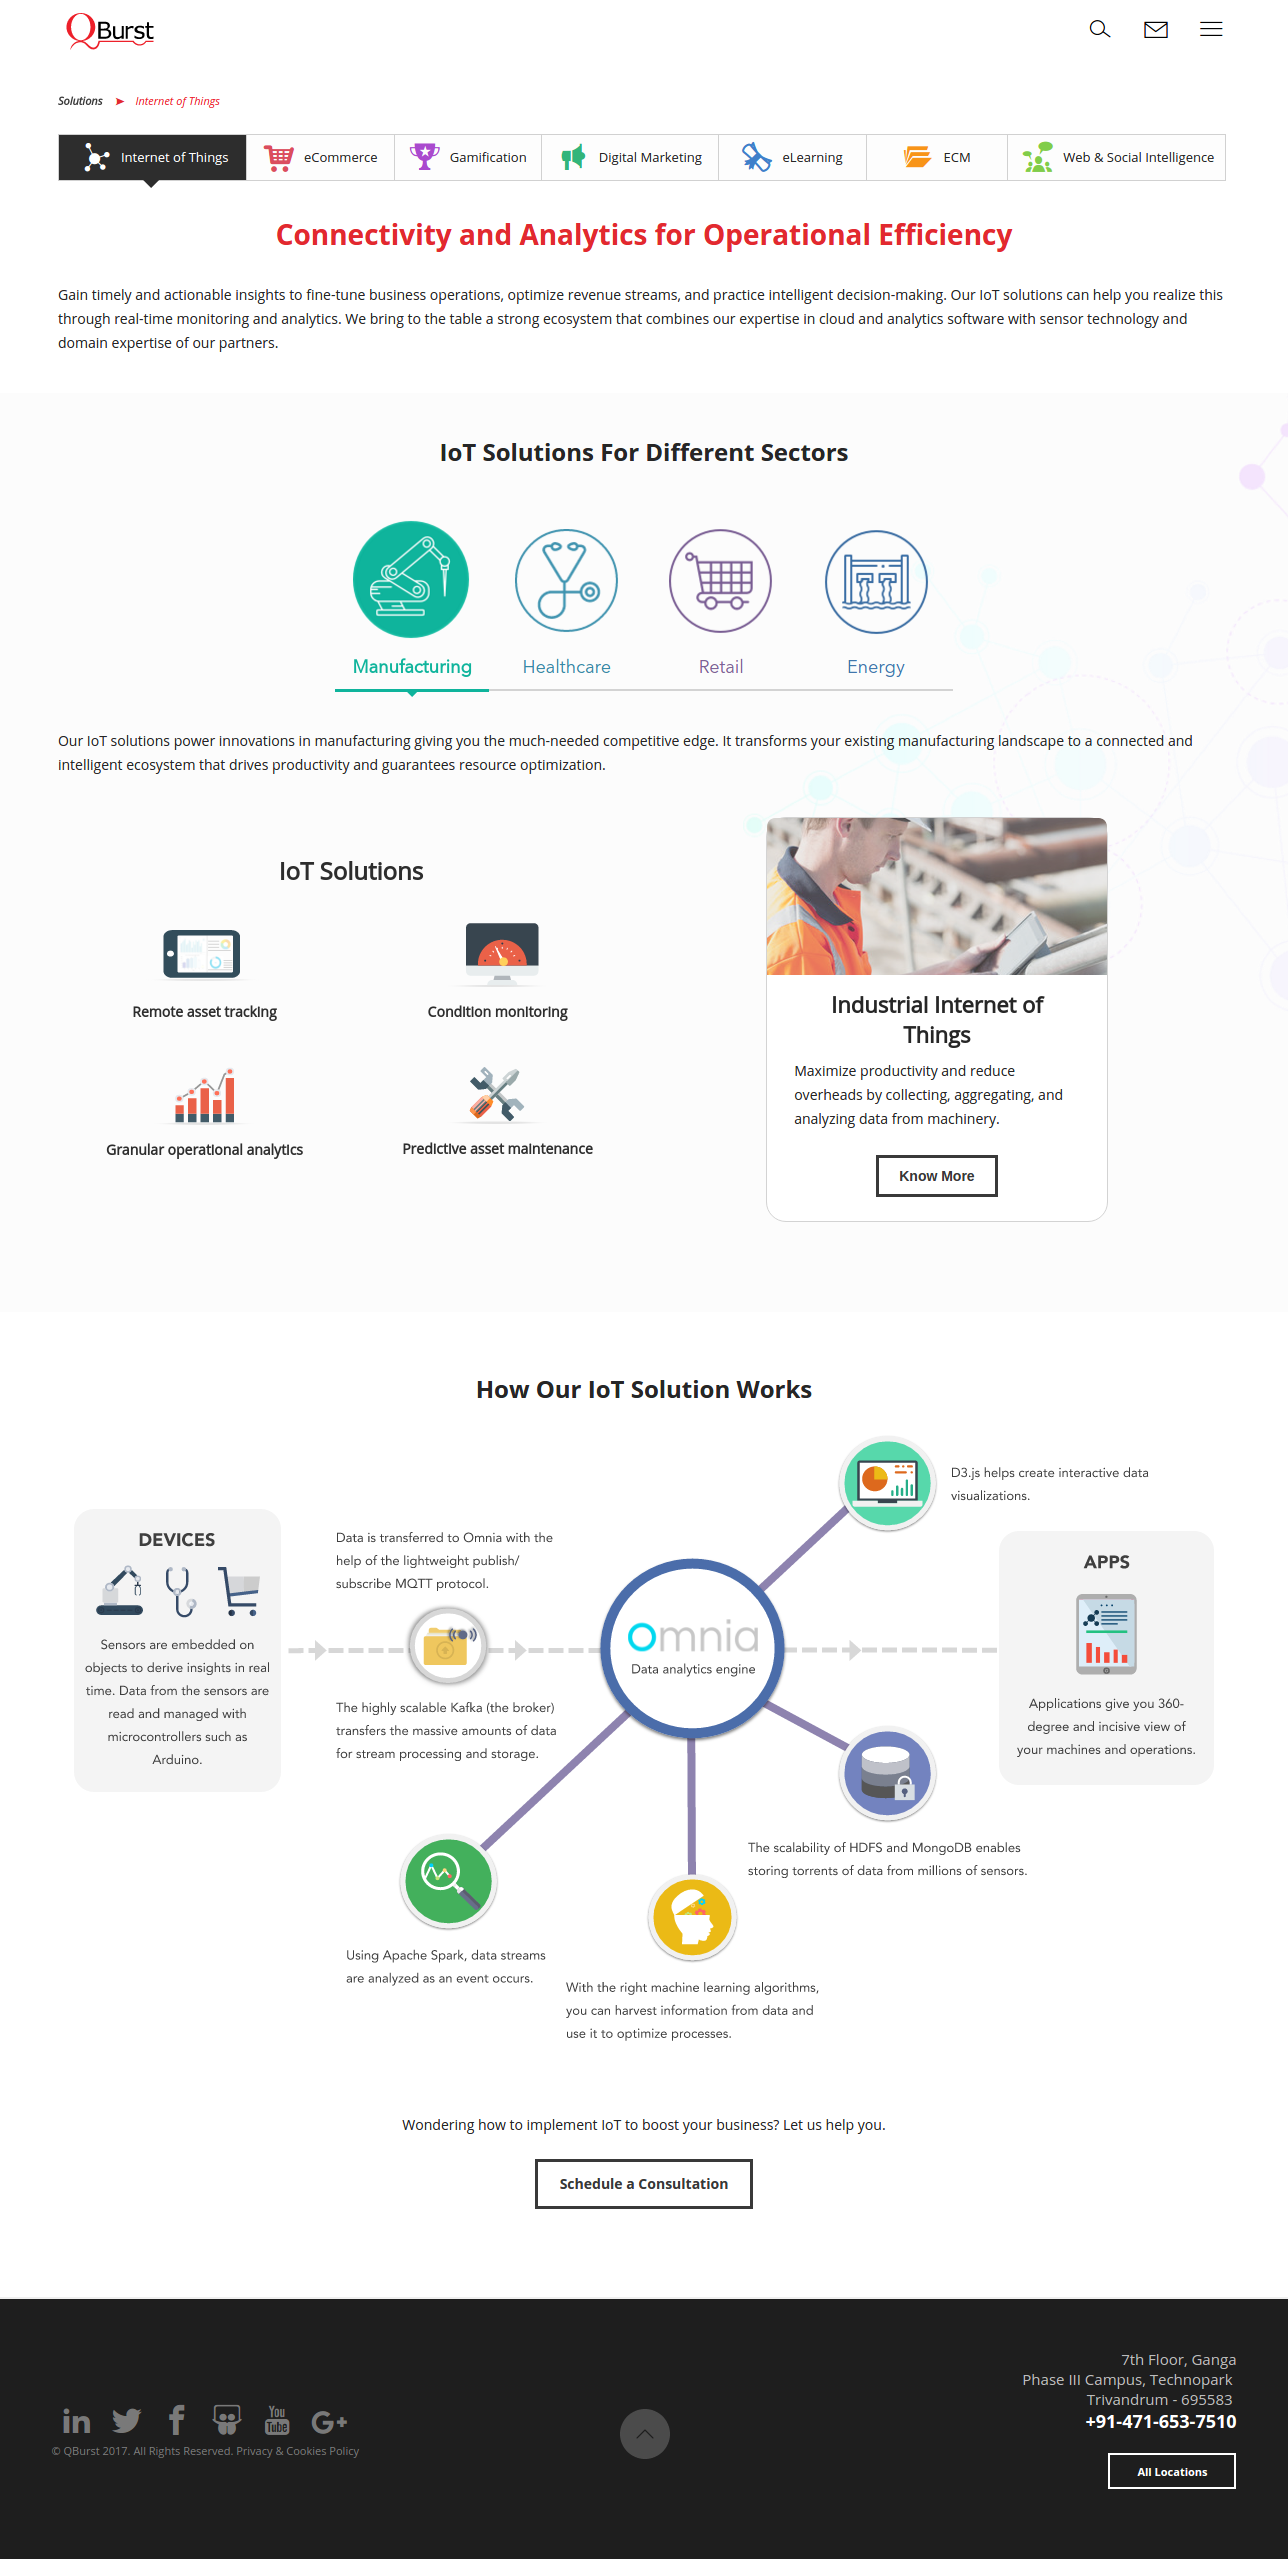 QBurst
Solutions ➤ Internet of Things
Internet of Things
eCommerce
Gamification
Digital Marketing
eLearning
ECM
Web & Social Intelligence
Connectivity and Analytics for Operational Efficiency
Gain timely and actionable insights to fine-tune business operations, optimize revenue streams, and practice intelligent decision-making. Our IoT solutions can help you realize this
through real-time monitoring and analytics. We bring to the table a strong ecosystem that combines our expertise in cloud and analytics software with sensor technology and
domain expertise of our partners.
IoT Solutions For Different Sectors
Manufacturing
Healthcare
Retail
Energy
Our IoT solutions power innovations in manufacturing giving you the much-needed competitive edge. It transforms your existing manufacturing landscape to a connected and
intelligent ecosystem that drives productivity and guarantees resource optimization.
IoT Solutions
Remote asset tracking
Condition monitoring
Granular operational analytics
Predictive asset maintenance
Industrial Internet of
Things
Maximize productivity and reduce
overheads by collecting, aggregating, and
analyzing data from machinery.
Know More
How Our IoT Solution Works
D3.js helps create interactive data
visualizations.
DEVICES
Sensors are embedded on
objects to derive insights in real
time. Data from the sensors are
read and managed with
microcontrollers such as
Arduino.
Data is transferred to Omnia with the
help of the lightweight publish/
subscribe MQTT protocol.
The highly scalable Kafka (the broker)
transfers the massive amounts of data
for stream processing and storage.
Omnia
Data analytics engine
APPS
Applications give you 360-
degree and incisive view of
your machines and operations.
The scalability of HDFS and MongoDB enables
storing torrents of data from millions of sensors.
Using Apache Spark, data streams
are analyzed as an event occurs.
With the right machine learning algorithms,
you can harvest information from data and
use it to optimize processes.
Wondering how to implement IoT to boost your business? Let us help you.
Schedule a Consultation
7th Floor, Ganga
Phase III Campus, Technopark
Trivandrum - 695583
+91-471-653-7510
in
You
Tube
G+
© QBurst 2017. All Rights Reserved. Privacy & Cookies Policy
All Locations